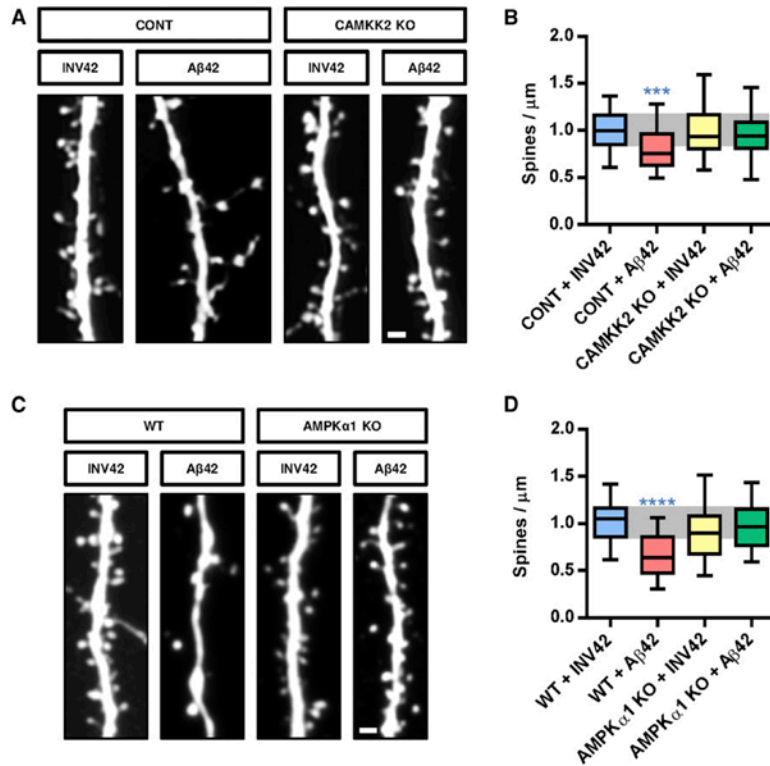 A
CONT
CAMKK2 KO
INV42
Aβ42
INV42
Aβ42
B
Spines / μm
2.0
1.5
1.0
0.5
0.0
***
CONT + INV42
CONT + Aβ42
CAMKK2 KO + INV42
CAMKK2 KO + Aβ42
C
WT
AMPKα1 KO
INV42
Aβ42
INV42
Aβ42
D
Spines / μm
2.0
1.5
1.0
0.5
0.0
****
WT + INV42
WT + Aβ42
AMPKα1 KO + INV42
AMPKα1 KO + Aβ42